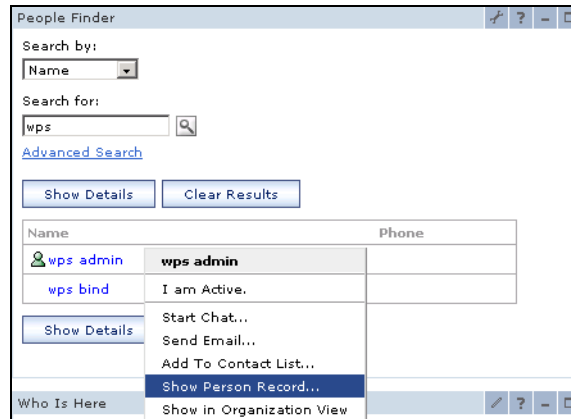 People Finder ?
Search by:
Name
Search for:
wps
Advanced Search
Show Details Clear Results
Name Phone
wps admin wps admin
wps bind I am Active.
Start Chat...
Show Details Send Email...
Add To Contact List...
Show Person Record...
Who Is Here ?
Show in Organization View